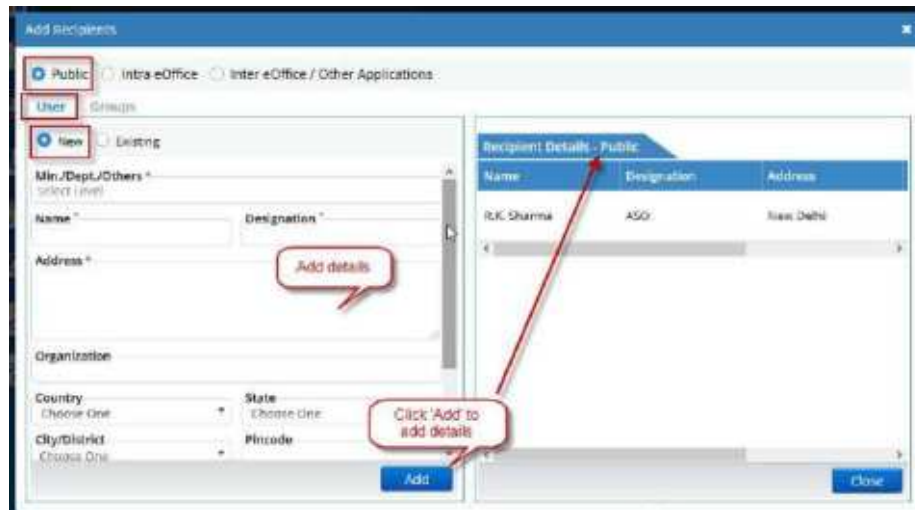 Add Recipients
Public Intra eOffice Inter eOffice / Other Applications
User Groups
New Existing
Min./Dept./Others *
Select Level
Name * Designation *
Address *
Add details
Organization
Country State
Choose One Choose One
City/District Pincode
Choose One
Click 'Add' to
add details
Add
Recipient Details - Public
Name Designation Address
R.K. Sharma ASO New Delhi
Close